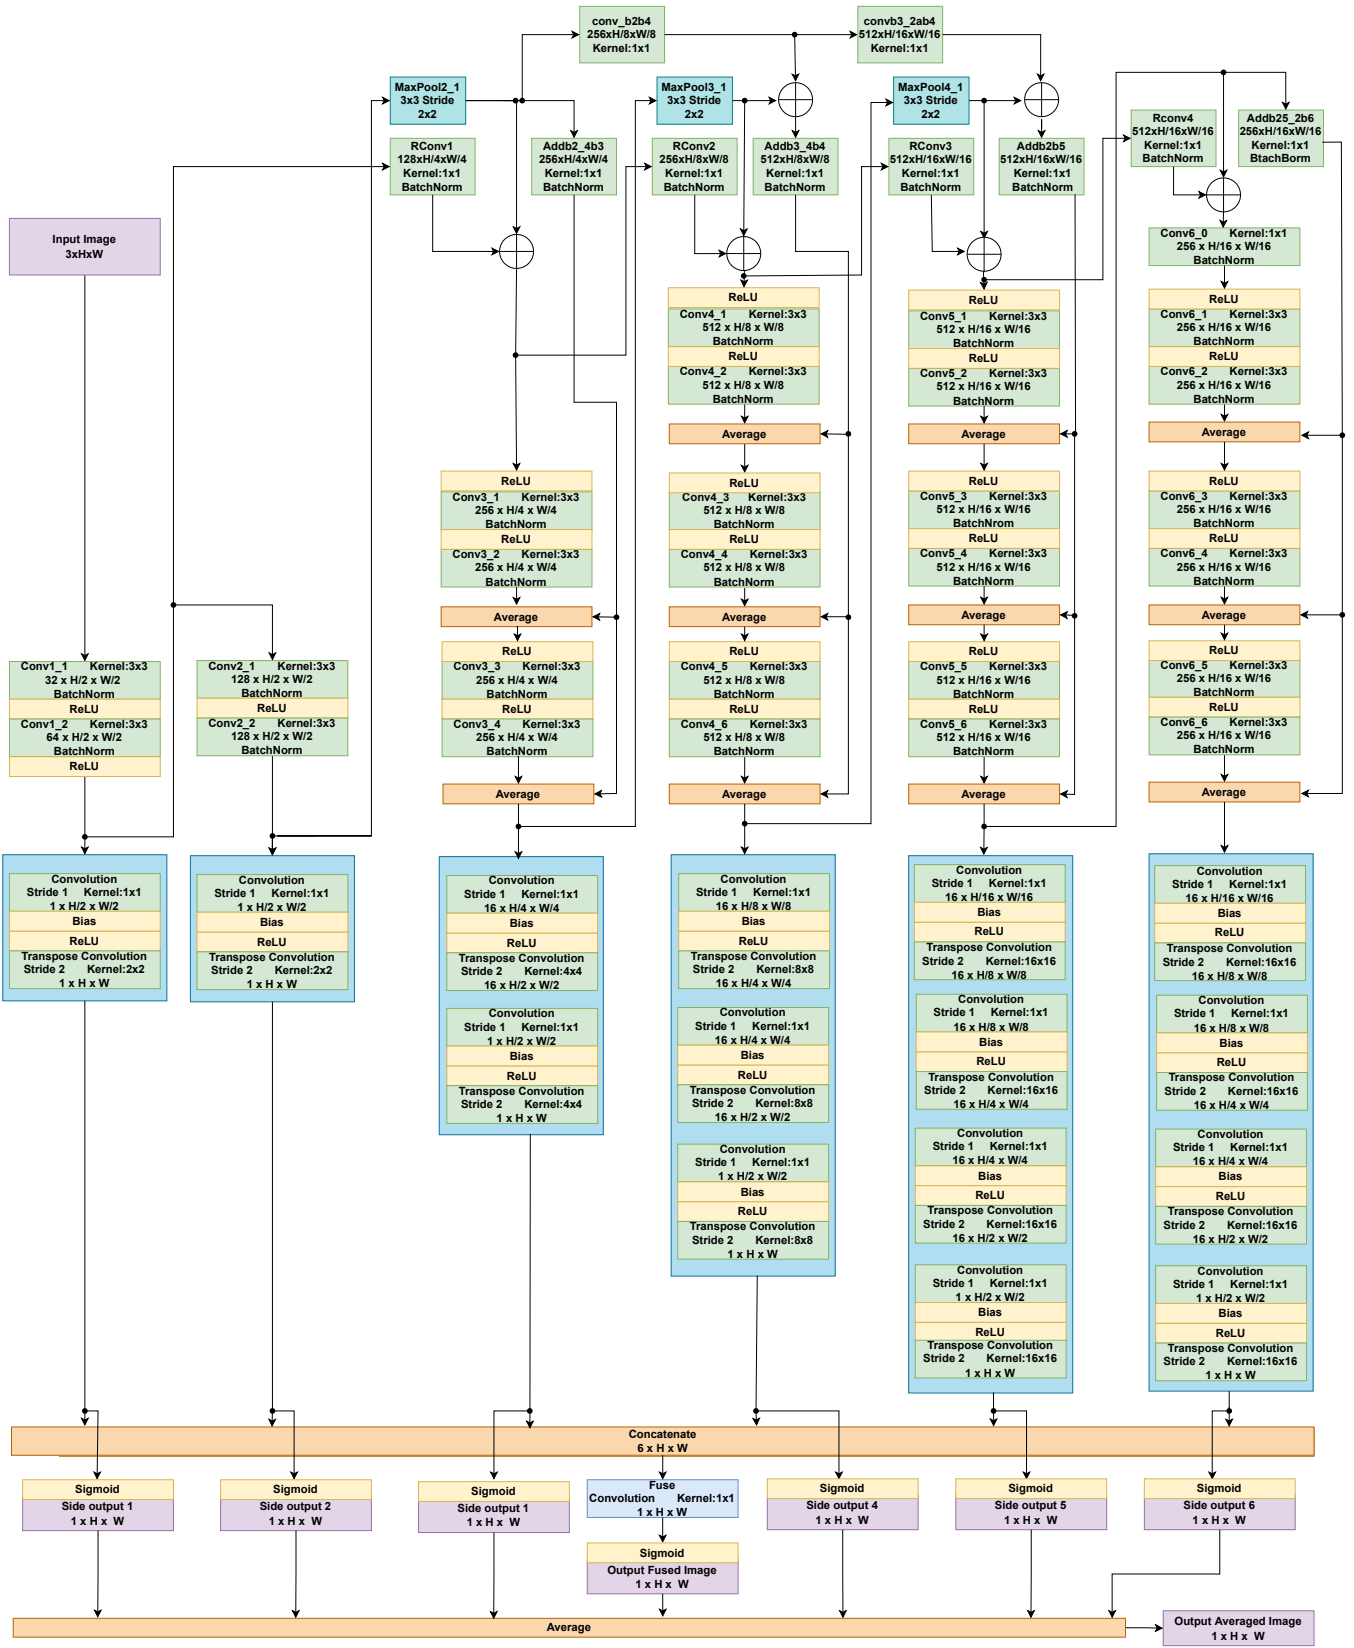 conv_b2b4
256xH/8xW/8
Kernel:1x1
convb3_2ab4
512xH/16xW/16
Kernel:1x1
MaxPool2_1
3x3 Stride
2x2
MaxPool3_1
3x3 Stride
2x2
MaxPool4_1
3x3 Stride
2x2
RConv1
128xH/4xW/4
Kernel:1x1
BatchNorm
Addb2_4b3
256xH/4xW/4
Kernel:1x1
BatchNorm
RConv2
256xH/8xW/8
Kernel:1x1
BatchNorm
Addb3_4b4
512xH/8xW/8
Kernel:1x1
BatchNorm
RConv3
512xH/16xW/16
Kernel:1x1
BatchNorm
Addb2b5
512xH/16xW/16
Kernel:1x1
BatchNorm
Rconv4
512xH/16xW/16
Kernel:1x1
BatchNorm
Addb25_2b6
256xH/16xW/16
Kernel:1x1
BtachBorm
Input Image
3xHxW
Conv1_1 Kernel:3x3
32 x H/2 x W/2
BatchNorm
ReLU
Conv1_2 Kernel:3x3
64 x H/2 x W/2
BatchNorm
ReLU
Conv2_1 Kernel:3x3
128 x H/2 x W/2
BatchNorm
ReLU
Conv2_2 Kernel:3x3
128 x H/2 x W/2
BatchNorm
ReLU
Conv3_1 Kernel:3x3
256 x H/4 x W/4
BatchNorm
ReLU
Conv3_2 Kernel:3x3
256 x H/4 x W/4
BatchNorm
Average
ReLU
Conv3_3 Kernel:3x3
256 x H/4 x W/4
BatchNorm
ReLU
Conv3_4 Kernel:3x3
256 x H/4 x W/4
BatchNorm
Average
ReLU
Conv4_1 Kernel:3x3
512 x H/8 x W/8
BatchNorm
ReLU
Conv4_2 Kernel:3x3
512 x H/8 x W/8
BatchNorm
Average
ReLU
Conv4_3 Kernel:3x3
512 x H/8 x W/8
BatchNorm
ReLU
Conv4_4 Kernel:3x3
512 x H/8 x W/8
BatchNorm
Average
ReLU
Conv4_5 Kernel:3x3
512 x H/8 x W/8
BatchNorm
ReLU
Conv4_6 Kernel:3x3
512 x H/8 x W/8
BatchNorm
Average
ReLU
Conv5_1 Kernel:3x3
512 x H/16 x W/16
BatchNorm
ReLU
Conv5_2 Kernel:3x3
512 x H/16 x W/16
BatchNorm
Average
ReLU
Conv5_3 Kernel:3x3
512 x H/16 x W/16
BatchNrom
ReLU
Conv5_4 Kernel:3x3
512 x H/16 x W/16
BatchNorm
Average
ReLU
Conv5_5 Kernel:3x3
512 x H/16 x W/16
BatchNorm
ReLU
Conv5_6 Kernel:3x3
512 x H/16 x W/16
BatchNorm
Average
Conv6_0 Kernel:1x1
256 x H/16 x W/16
BatchNorm
ReLU
Conv6_1 Kernel:3x3
256 x H/16 x W/16
BatchNorm
ReLU
Conv6_2 Kernel:3x3
256 x H/16 x W/16
BatchNorm
Average
ReLU
Conv6_3 Kernel:3x3
256 x H/16 x W/16
BatchNorm
ReLU
Conv6_4 Kernel:3x3
256 x H/16 x W/16
BatchNorm
Average
ReLU
Conv6_5 Kernel:3x3
256 x H/16 x W/16
BatchNorm
ReLU
Conv6_6 Kernel:3x3
256 x H/16 x W/16
BatchNorm
Average
Convolution
Stride 1 Kernel:1x1
1 x H/2 x W/2
Bias
ReLU
Transpose Convolution
Stride 2 Kernel:2x2
1 x H x W
Convolution
Stride 1 Kernel:1x1
1 x H/2 x W/2
Bias
ReLU
Transpose Convolution
Stride 2 Kernel:2x2
1 x H x W
Convolution
Stride 1 Kernel:1x1
16 x H/4 x W/4
Bias
ReLU
Transpose Convolution
Stride 2 Kernel:4x4
16 x H/2 x W/2
Convolution
Stride 1 Kernel:1x1
1 x H/2 x W/2
Bias
ReLU
Transpose Convolution
Stride 2 Kernel:4x4
1 x H x W
Convolution
Stride 1 Kernel:1x1
16 x H/8 x W/8
Bias
ReLU
Transpose Convolution
Stride 2 Kernel:8x8
16 x H/4 x W/4
Convolution
Stride 1 Kernel:1x1
16 x H/4 x W/4
Bias
ReLU
Transpose Convolution
Stride 2 Kernel:8x8
16 x H/2 x W/2
Convolution
Stride 1 Kernel:1x1
1 x H/2 x W/2
Bias
ReLU
Transpose Convolution
Stride 2 Kernel:8x8
1 x H x W
Convolution
Stride 1 Kernel:1x1
16 x H/16 x W/16
Bias
ReLU
Transpose Convolution
Stride 2 Kernel:16x16
16 x H/8 x W/8
Convolution
Stride 1 Kernel:1x1
16 x H/8 x W/8
Bias
ReLU
Transpose Convolution
Stride 2 Kernel:16x16
16 x H/4 x W/4
Convolution
Stride 1 Kernel:1x1
16 x H/4 x W/4
Bias
ReLU
Transpose Convolution
Stride 2 Kernel:16x16
16 x H/2 x W/2
Convolution
Stride 1 Kernel:1x1
1 x H/2 x W/2
Bias
ReLU
Transpose Convolution
Stride 2 Kernel:16x16
1 x H x W
Convolution
Stride 1 Kernel:1x1
16 x H/16 x W/16
Bias
ReLU
Transpose Convolution
Stride 2 Kernel:16x16
16 x H/8 x W/8
Convolution
Stride 1 Kernel:1x1
16 x H/8 x W/8
Bias
ReLU
Transpose Convolution
Stride 2 Kernel:16x16
16 x H/4 x W/4
Convolution
Stride 1 Kernel:1x1
16 x H/4 x W/4
Bias
ReLU
Transpose Convolution
Stride 2 Kernel:16x16
16 x H/2 x W/2
Convolution
Stride 1 Kernel:1x1
1 x H/2 x W/2
Bias
ReLU
Transpose Convolution
Stride 2 Kernel:16x16
1 x H x W
Concatenate
6 x H x W
Sigmoid
Side output 1
1 x H x W
Sigmoid
Side output 2
1 x H x W
Sigmoid
Side output 1
1 x H x W
Fuse
Convolution Kernel:1x1
1 x H x W
Sigmoid
Output Fused Image
1 x H x W
Sigmoid
Side output 4
1 x H x W
Sigmoid
Side output 5
1 x H x W
Sigmoid
Side output 6
1 x H x W
Average
Output Averaged Image
1 x H x W